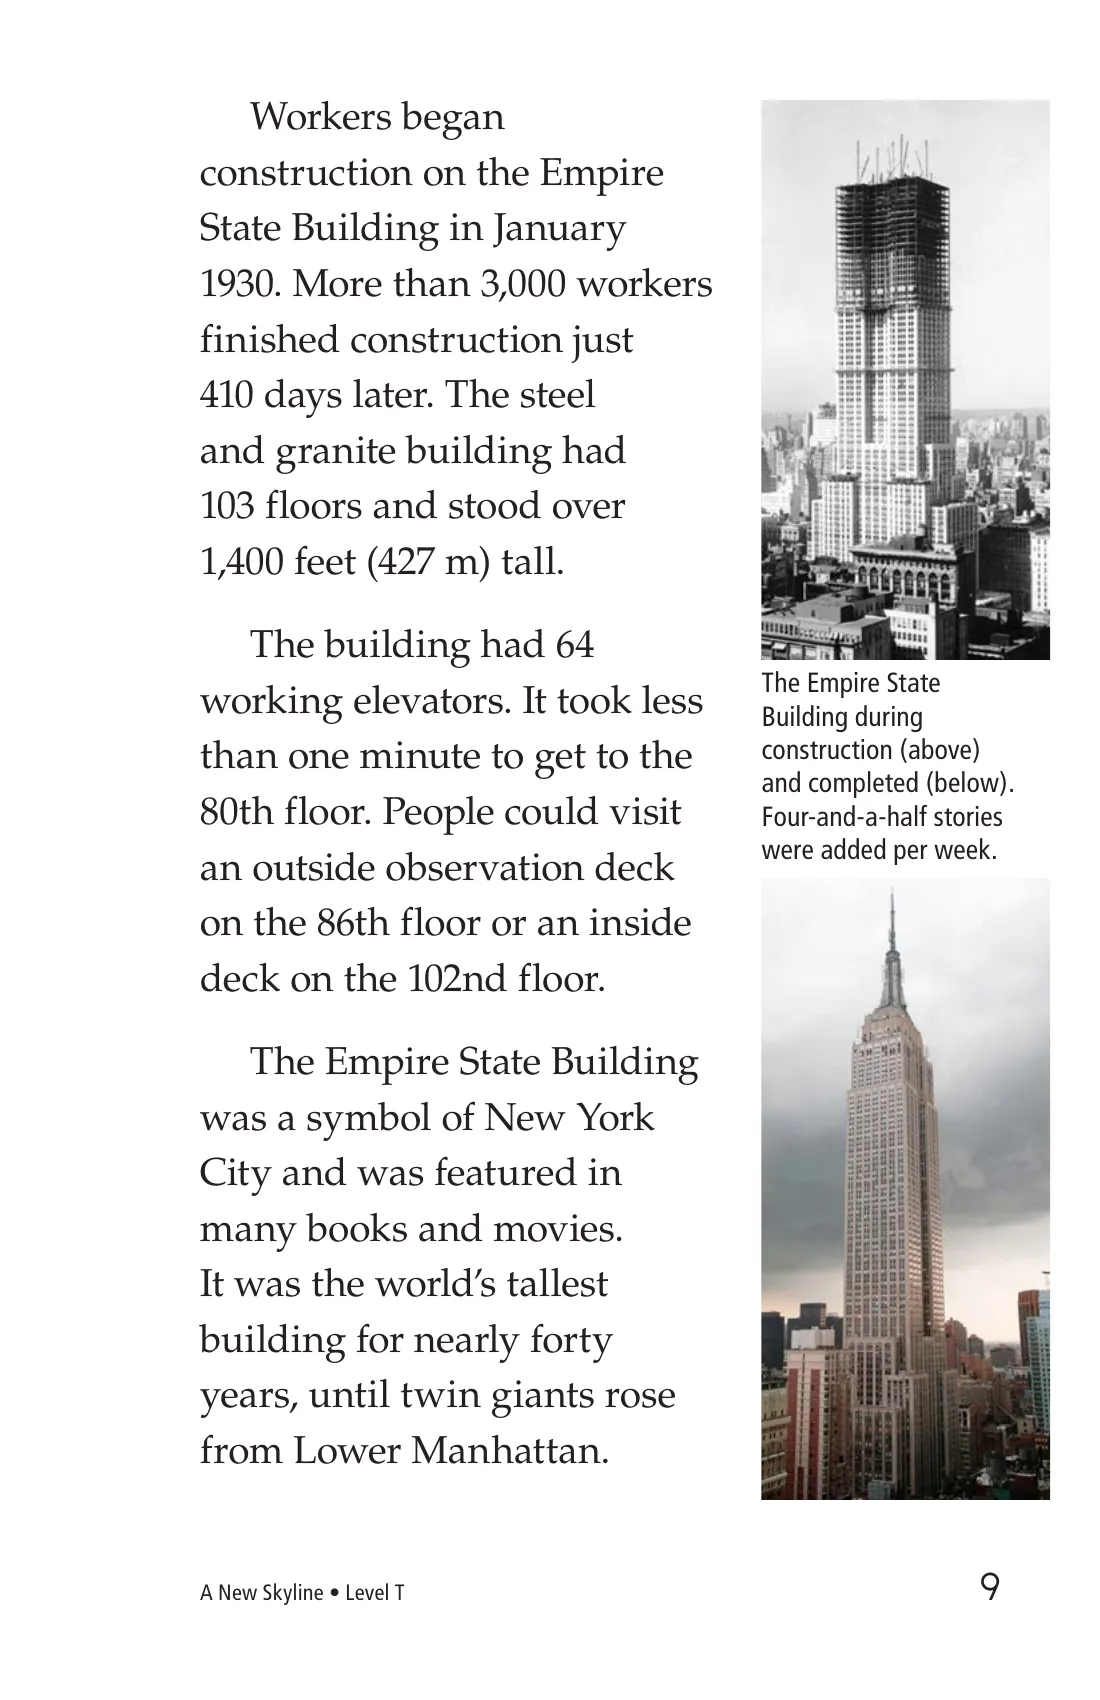 Workers began
construction on the Empire
State Building in January
1930. More than 3,000 workers
finished construction just
410 days later. The steel
and granite building had
103 floors and stood over
1,400 feet (427 m) tall.
The building had 64
working elevators. It took less
than one minute to get to the
80th floor. People could visit
an outside observation deck
on the 86th floor or an inside
deck on the 102nd floor.
The Empire State Building
was a symbol of New York
City and was featured in
many books and movies.
It was the world’s tallest
building for nearly forty
years, until twin giants rose
from Lower Manhattan.
The Empire State
Building during
construction (above)
and completed (below).
Four-and-a-half stories
were added per week.
A New Skyline • Level T
9